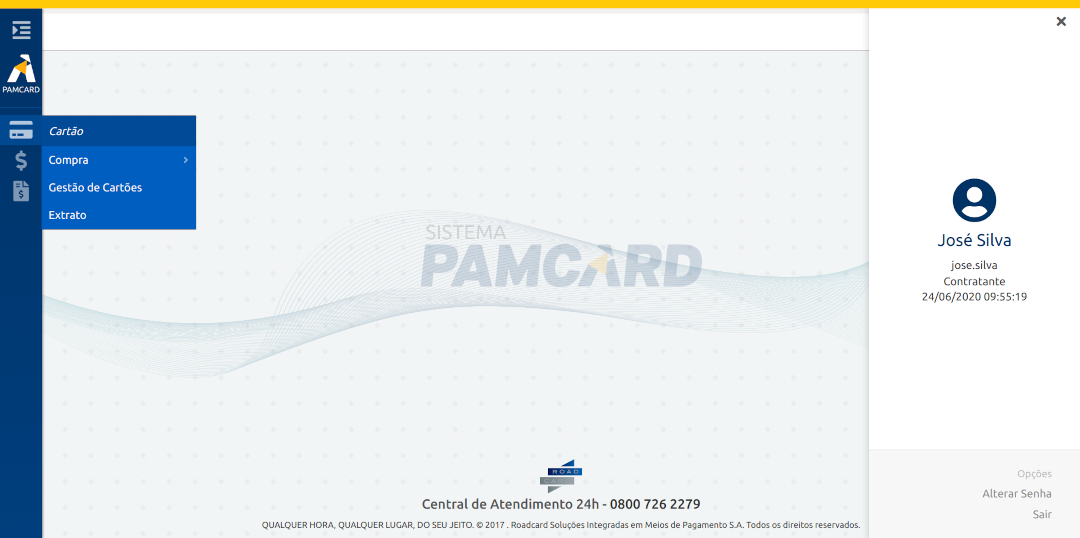 PAMCARD
Cartão
Compra
Gestão de Cartões
Extrato
SISTEMA
PAMCARD
José Silva
jose.silva
Contratante
24/06/2020 09:55:19
ROAD
CARD
Central de Atendimento 24h - 0800 726 2279
QUALQUER HORA, QUALQUER LUGAR, DO SEU JEITO. © 2017 . Roadcard Soluções Integradas em Meios de Pagamento S.A. Todos os direitos reservados.
Opções
Alterar Senha
Sair